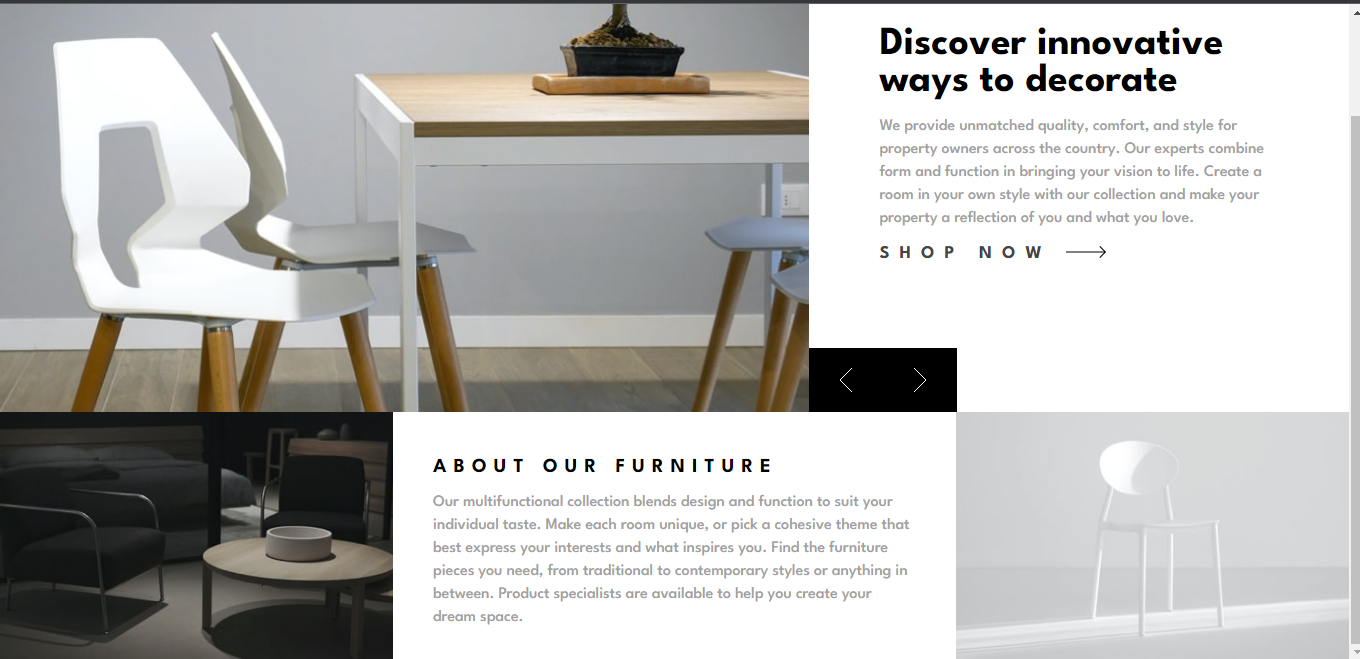 Discover innovative
ways to decorate
We provide unmatched quality, comfort, and style for
property owners across the country. Our experts combine
form and function in bringing your vision to life. Create a
room in your own style with our collection and make your
property a reflection of you and what you love.
SHOP NOW
ABOUT OUR FURNITURE
Our multifunctional collection blends design and function to suit your
individual taste. Make each room unique, or pick a cohesive theme that
best express your interests and what inspires you. Find the furniture
pieces you need, from traditional to contemporary styles or anything in
between. Product specialists are available to help you create your
dream space.